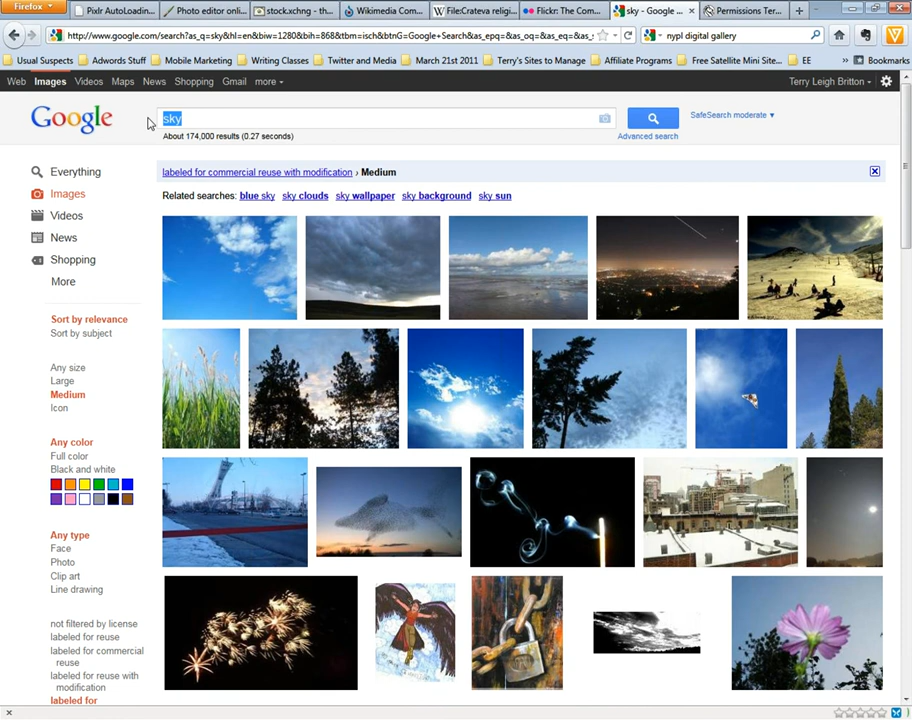 Firefox
Pixlr AutoLoadin...
Photo editor onli...
stock.xchng - th...
Wikimedia Comm...
File:Crateva religi...
Flickr: The Com...
sky - Google ...
Permissions Ter...
http://www.google.com/search?as_q=sky&hl=en&biw=1280&bih=868&tbm=isch&btnG=Google+Search&as_epq=&as_oq=&as_eq=&as_s
nypl digital gallery
Usual Suspects
Adwords Stuff
Mobile Marketing
Writing Classes
Twitter and Media
March 21st 2011
Terry's Sites to Manage
Affiliate Programs
Free Satellite Mini Site...
EE
Bookmarks
Web Images Videos Maps News Shopping Gmail more
Terry Leigh Britton
Google
sky
About 174,000 results (0.27 seconds)
Advanced search
SafeSearch moderate
Everything
Images
Videos
News
Shopping
More
labeled for commercial reuse with modification › Medium
Related searches: blue sky sky clouds sky wallpaper sky background sky sun
Sort by relevance
Sort by subject
Any size
Large
Medium
Icon
Any color
Full color
Black and white
Any type
Face
Photo
Clip art
Line drawing
not filtered by license
labeled for reuse
labeled for commercial
reuse
labeled for reuse with
modification
labeled for